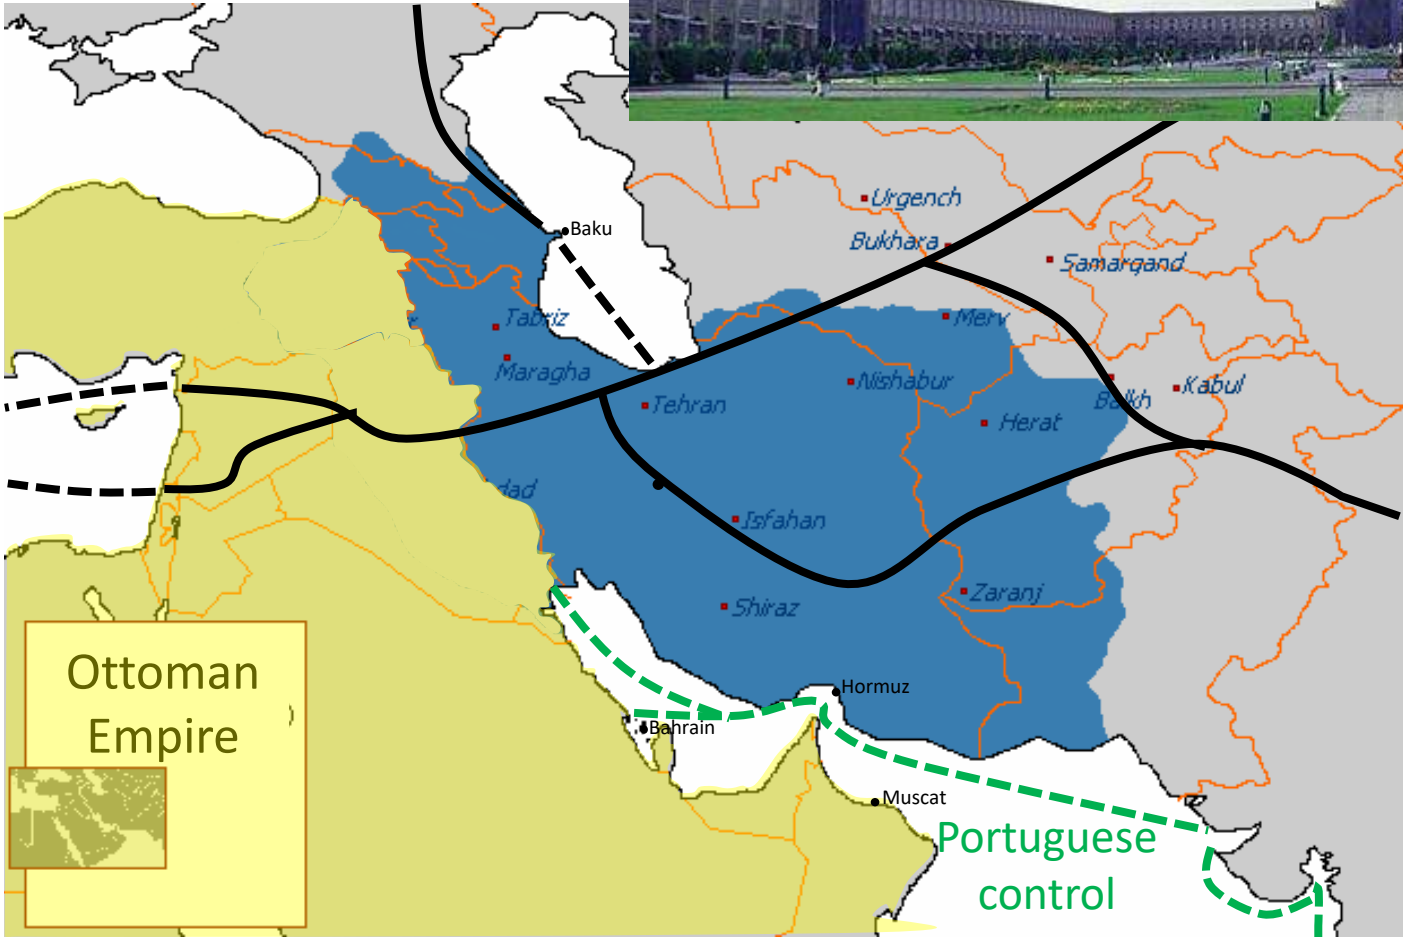 Urgench
Bukhara
Samarqand
Baku
Tabriz
Merv
Maragha
Nishabur
Balkh
Kabul
Tehran
Herat
Isfahan
Shiraz
Zaranj
Ottoman
Empire
Hormuz
Bahrain
Muscat
Portuguese
control